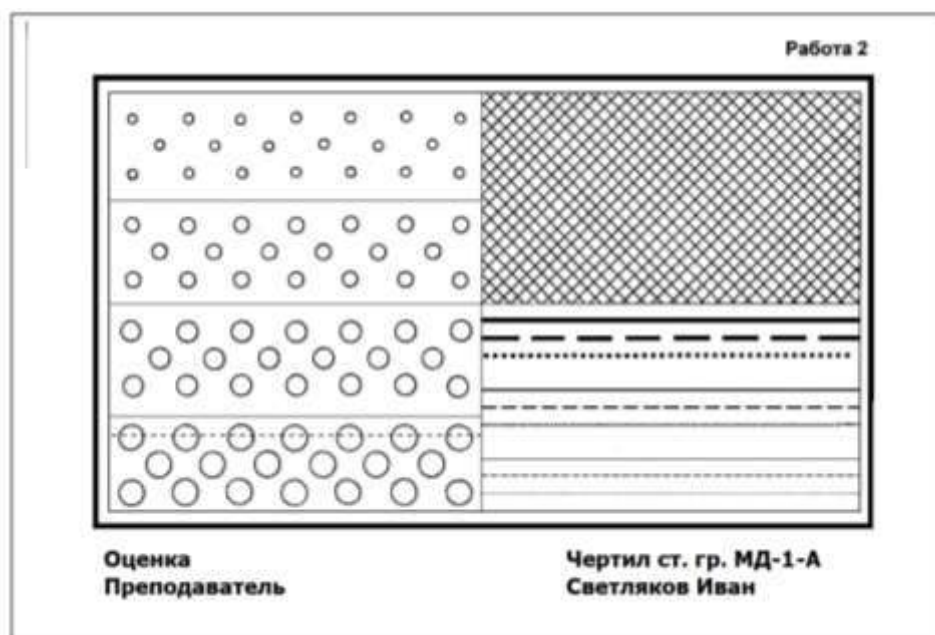 Работа 2
Оценка
Преподаватель
Чертил ст. гр. МД-1-А
Светляков Иван